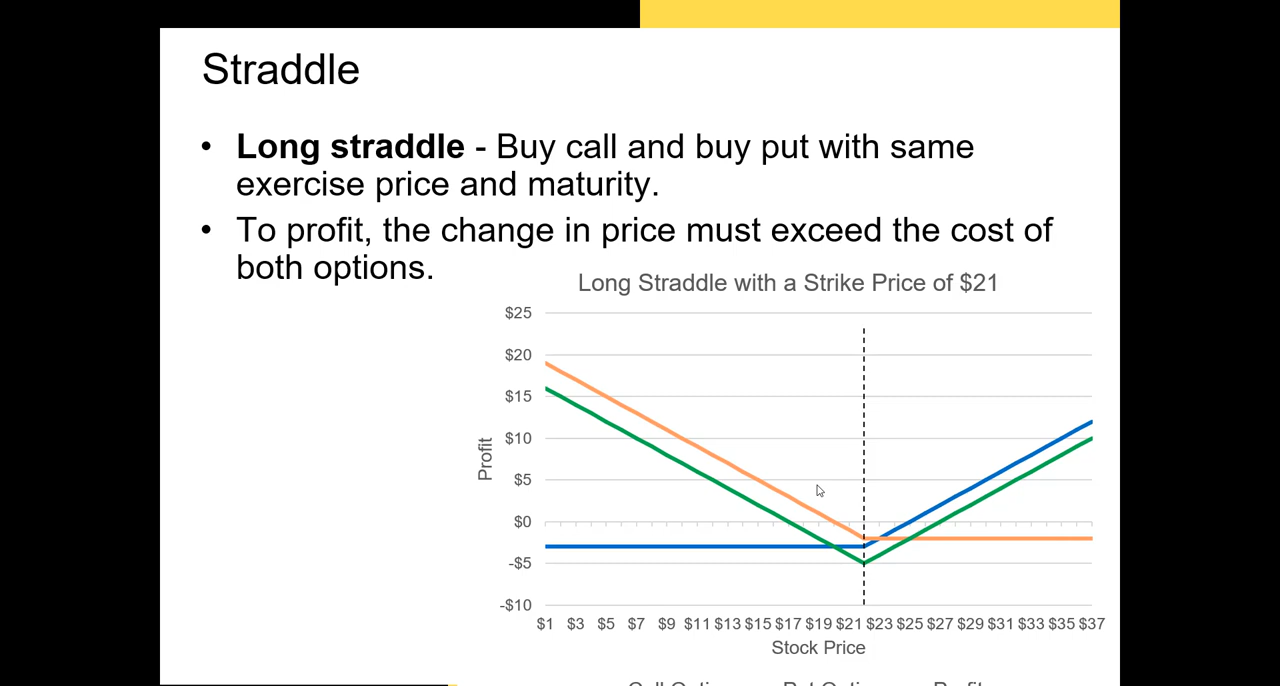 Straddle
• Long straddle - Buy call and buy put with same
exercise price and maturity.
• To profit, the change in price must exceed the cost of
both options.
Long Straddle with a Strike Price of $21
$25
$20
$15
$10
$5
$0
-$5
-$10
Profit
$1 $3 $5 $7 $9 $11 $13 $15 $17 $19 $21 $23 $25 $27 $29 $31 $33 $35 $37
Stock Price